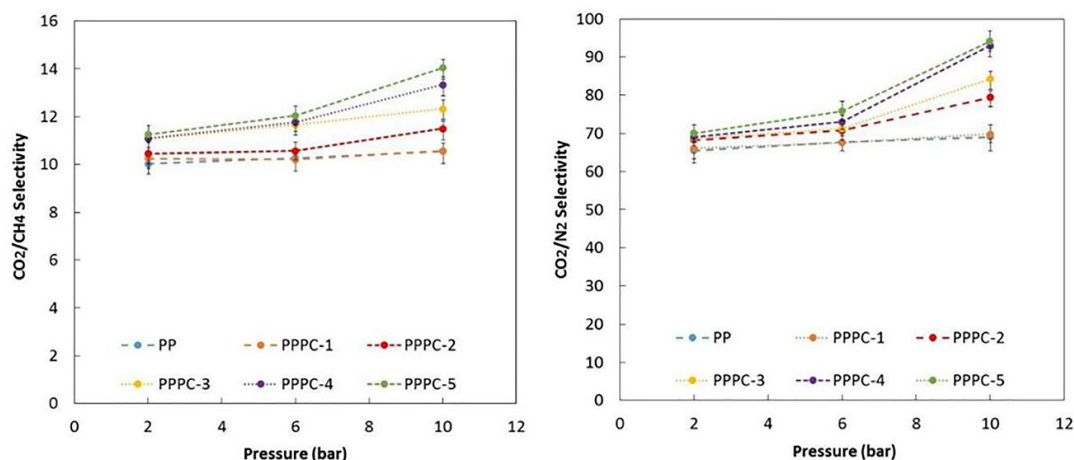 16
14
12
10
8
6
4
2
0
CO2/CH4 Selectivity
PP PPPC-1 PPPC-2
PPPC-3 PPPC-4 PPPC-5
0 2 4 6 8 10 12
Pressure (bar)
100
90
80
70
60
50
40
30
20
10
0
CO2/N2 Selectivity
PP PPPC-1 PPPC-2
PPPC-3 PPPC-4 PPPC-5
0 2 4 6 8 10 12
Pressure (bar)